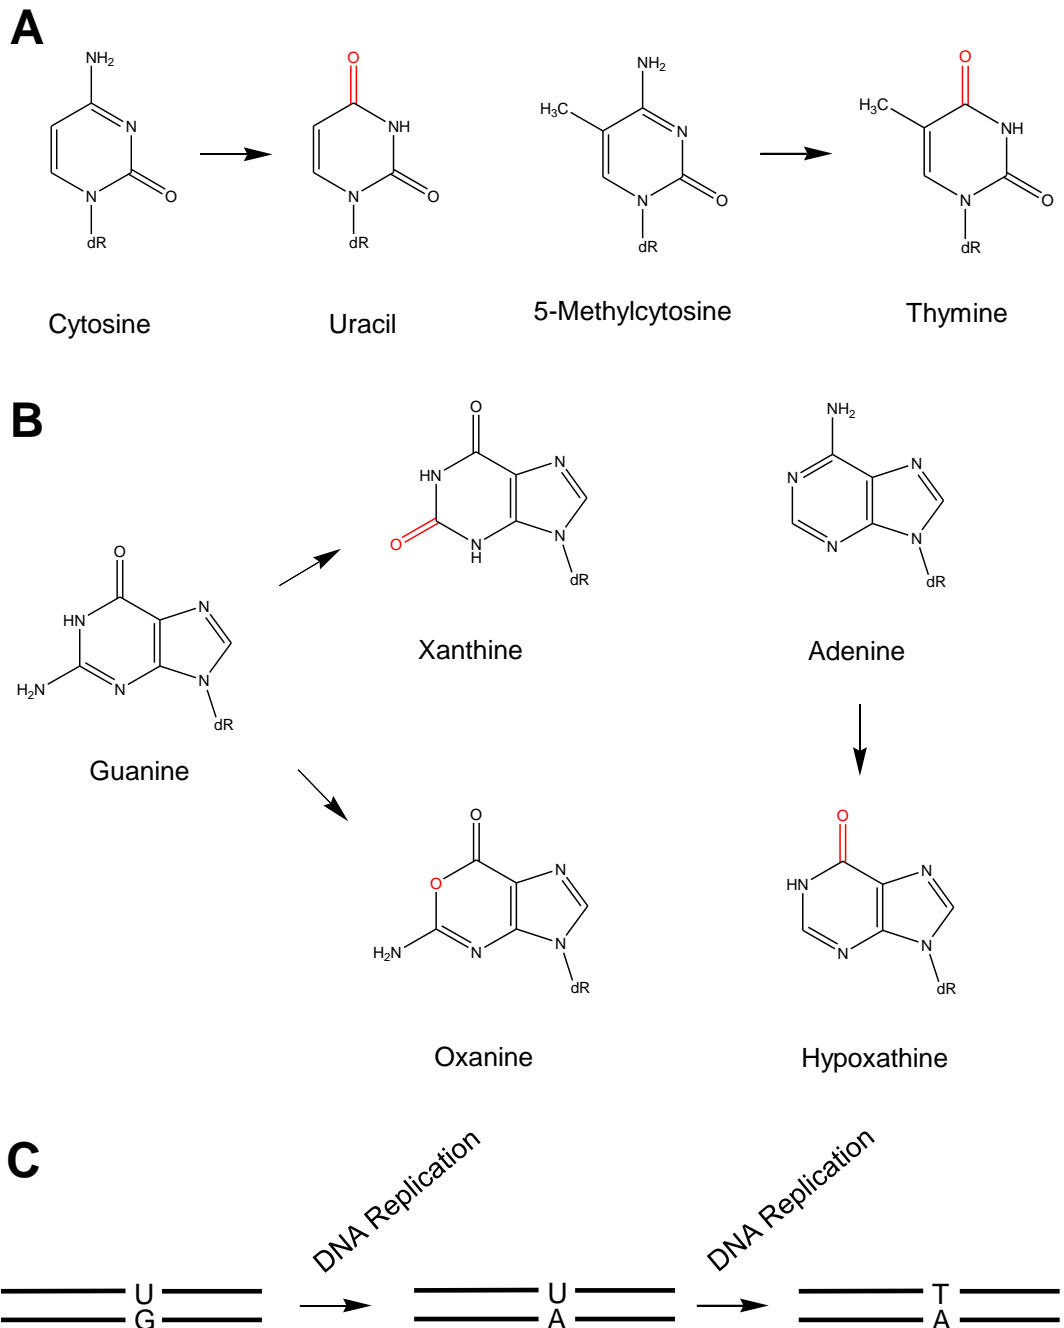 A
NH2
N
N
O
dR
Cytosine
O
NH
N
O
dR
Uracil
NH2
H3C
N
N
O
dR
5-Methylcytosine
O
H3C
NH
N
O
dR
Thymine
B
O
HN
N
H2N
N
N
dR
Guanine
O
HN
N
O
N
H
N
dR
Xanthine
NH2
N
N
N
N
dR
Adenine
O
O
N
H2N
N
N
dR
Oxanine
O
HN
N
N
N
dR
Hypoxathine
C
DNA Replication
DNA Replication
U
G
U
A
T
A